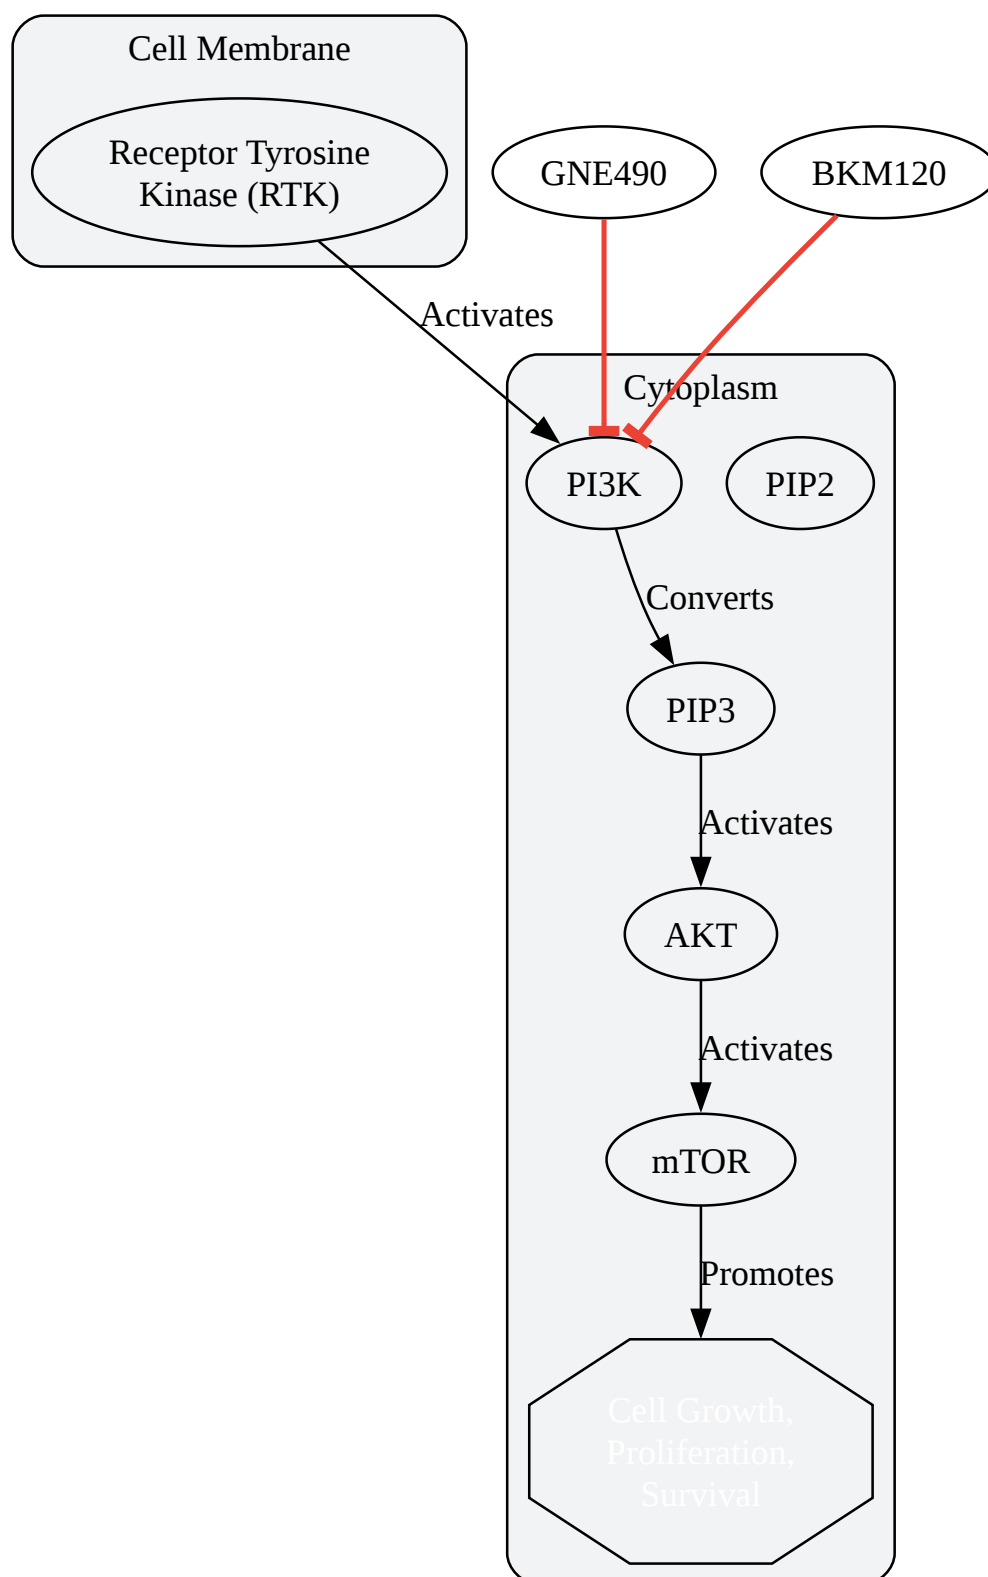 Cell Membrane
Receptor Tyrosine
Kinase (RTK)
GNE490
BKM120
Activates
Cytoplasm
PI3K
PIP2
Converts
PIP3
Activates
AKT
Activates
mTOR
Promotes
Cell Growth,
Proliferation,
Survival